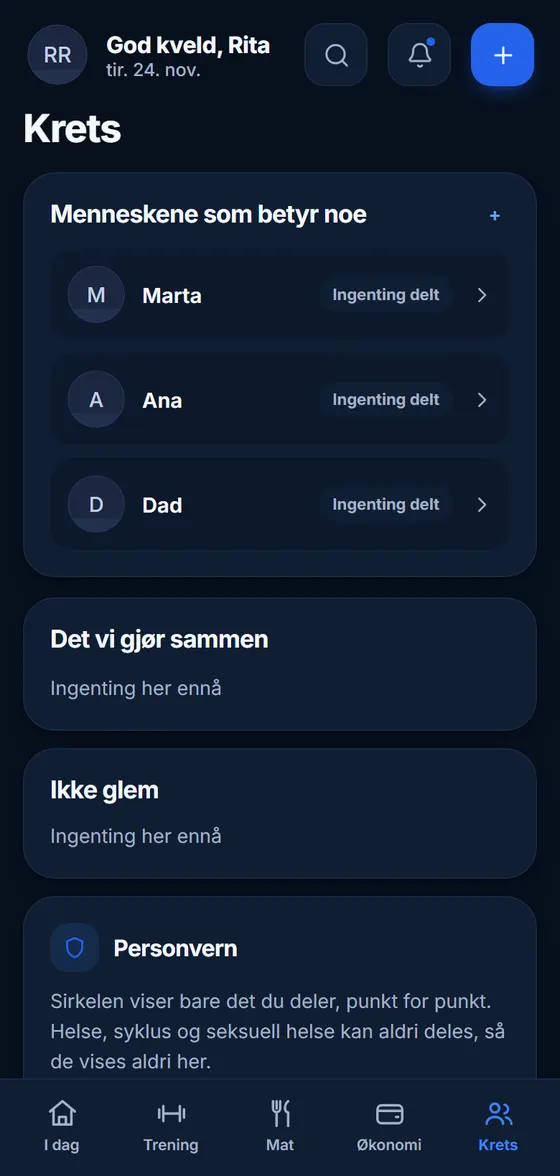 RR
God kveld, Rita
tir. 24. nov.
Krets
Menneskene som betyr noe
+
M
Marta
Ingenting delt
A
Ana
Ingenting delt
D
Dad
Ingenting delt
Det vi gjør sammen
Ingenting her ennå
Ikke glem
Ingenting her ennå
Personvern
Sirkelen viser bare det du deler, punkt for punkt.
Helse, syklus og seksuell helse kan aldri deles, så
de vises aldri her.
I dag
Trening
Mat
Økonomi
Krets